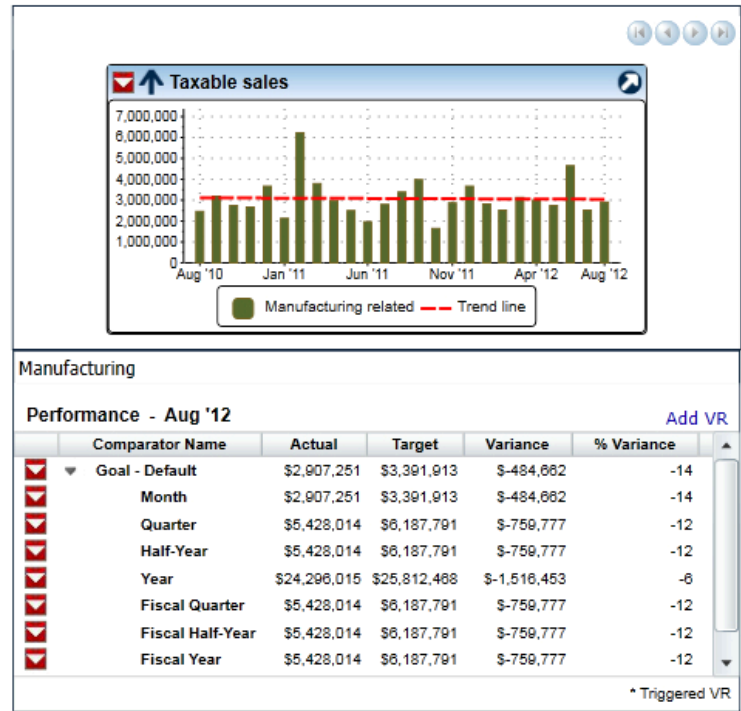 Taxable sales
7,000,000
6,000,000
5,000,000
4,000,000
3,000,000
2,000,000
1,000,000
0
Aug '10 Jan '11 Jun '11 Nov '11 Apr '12 Aug '12
Manufacturing related Trend line
Manufacturing
Performance - Aug '12 Add VR
Comparator Name Actual Target Variance % Variance
Goal - Default $2,907,251 $3,391,913 $-484,662 -14
Month $2,907,251 $3,391,913 $-484,662 -14
Quarter $5,428,014 $6,187,791 $-759,777 -12
Half-Year $5,428,014 $6,187,791 $-759,777 -12
Year $24,296,015 $25,812,468 $-1,516,453 -6
Fiscal Quarter $5,428,014 $6,187,791 $-759,777 -12
Fiscal Half-Year $5,428,014 $6,187,791 $-759,777 -12
Fiscal Year $5,428,014 $6,187,791 $-759,777 -12
* Triggered VR